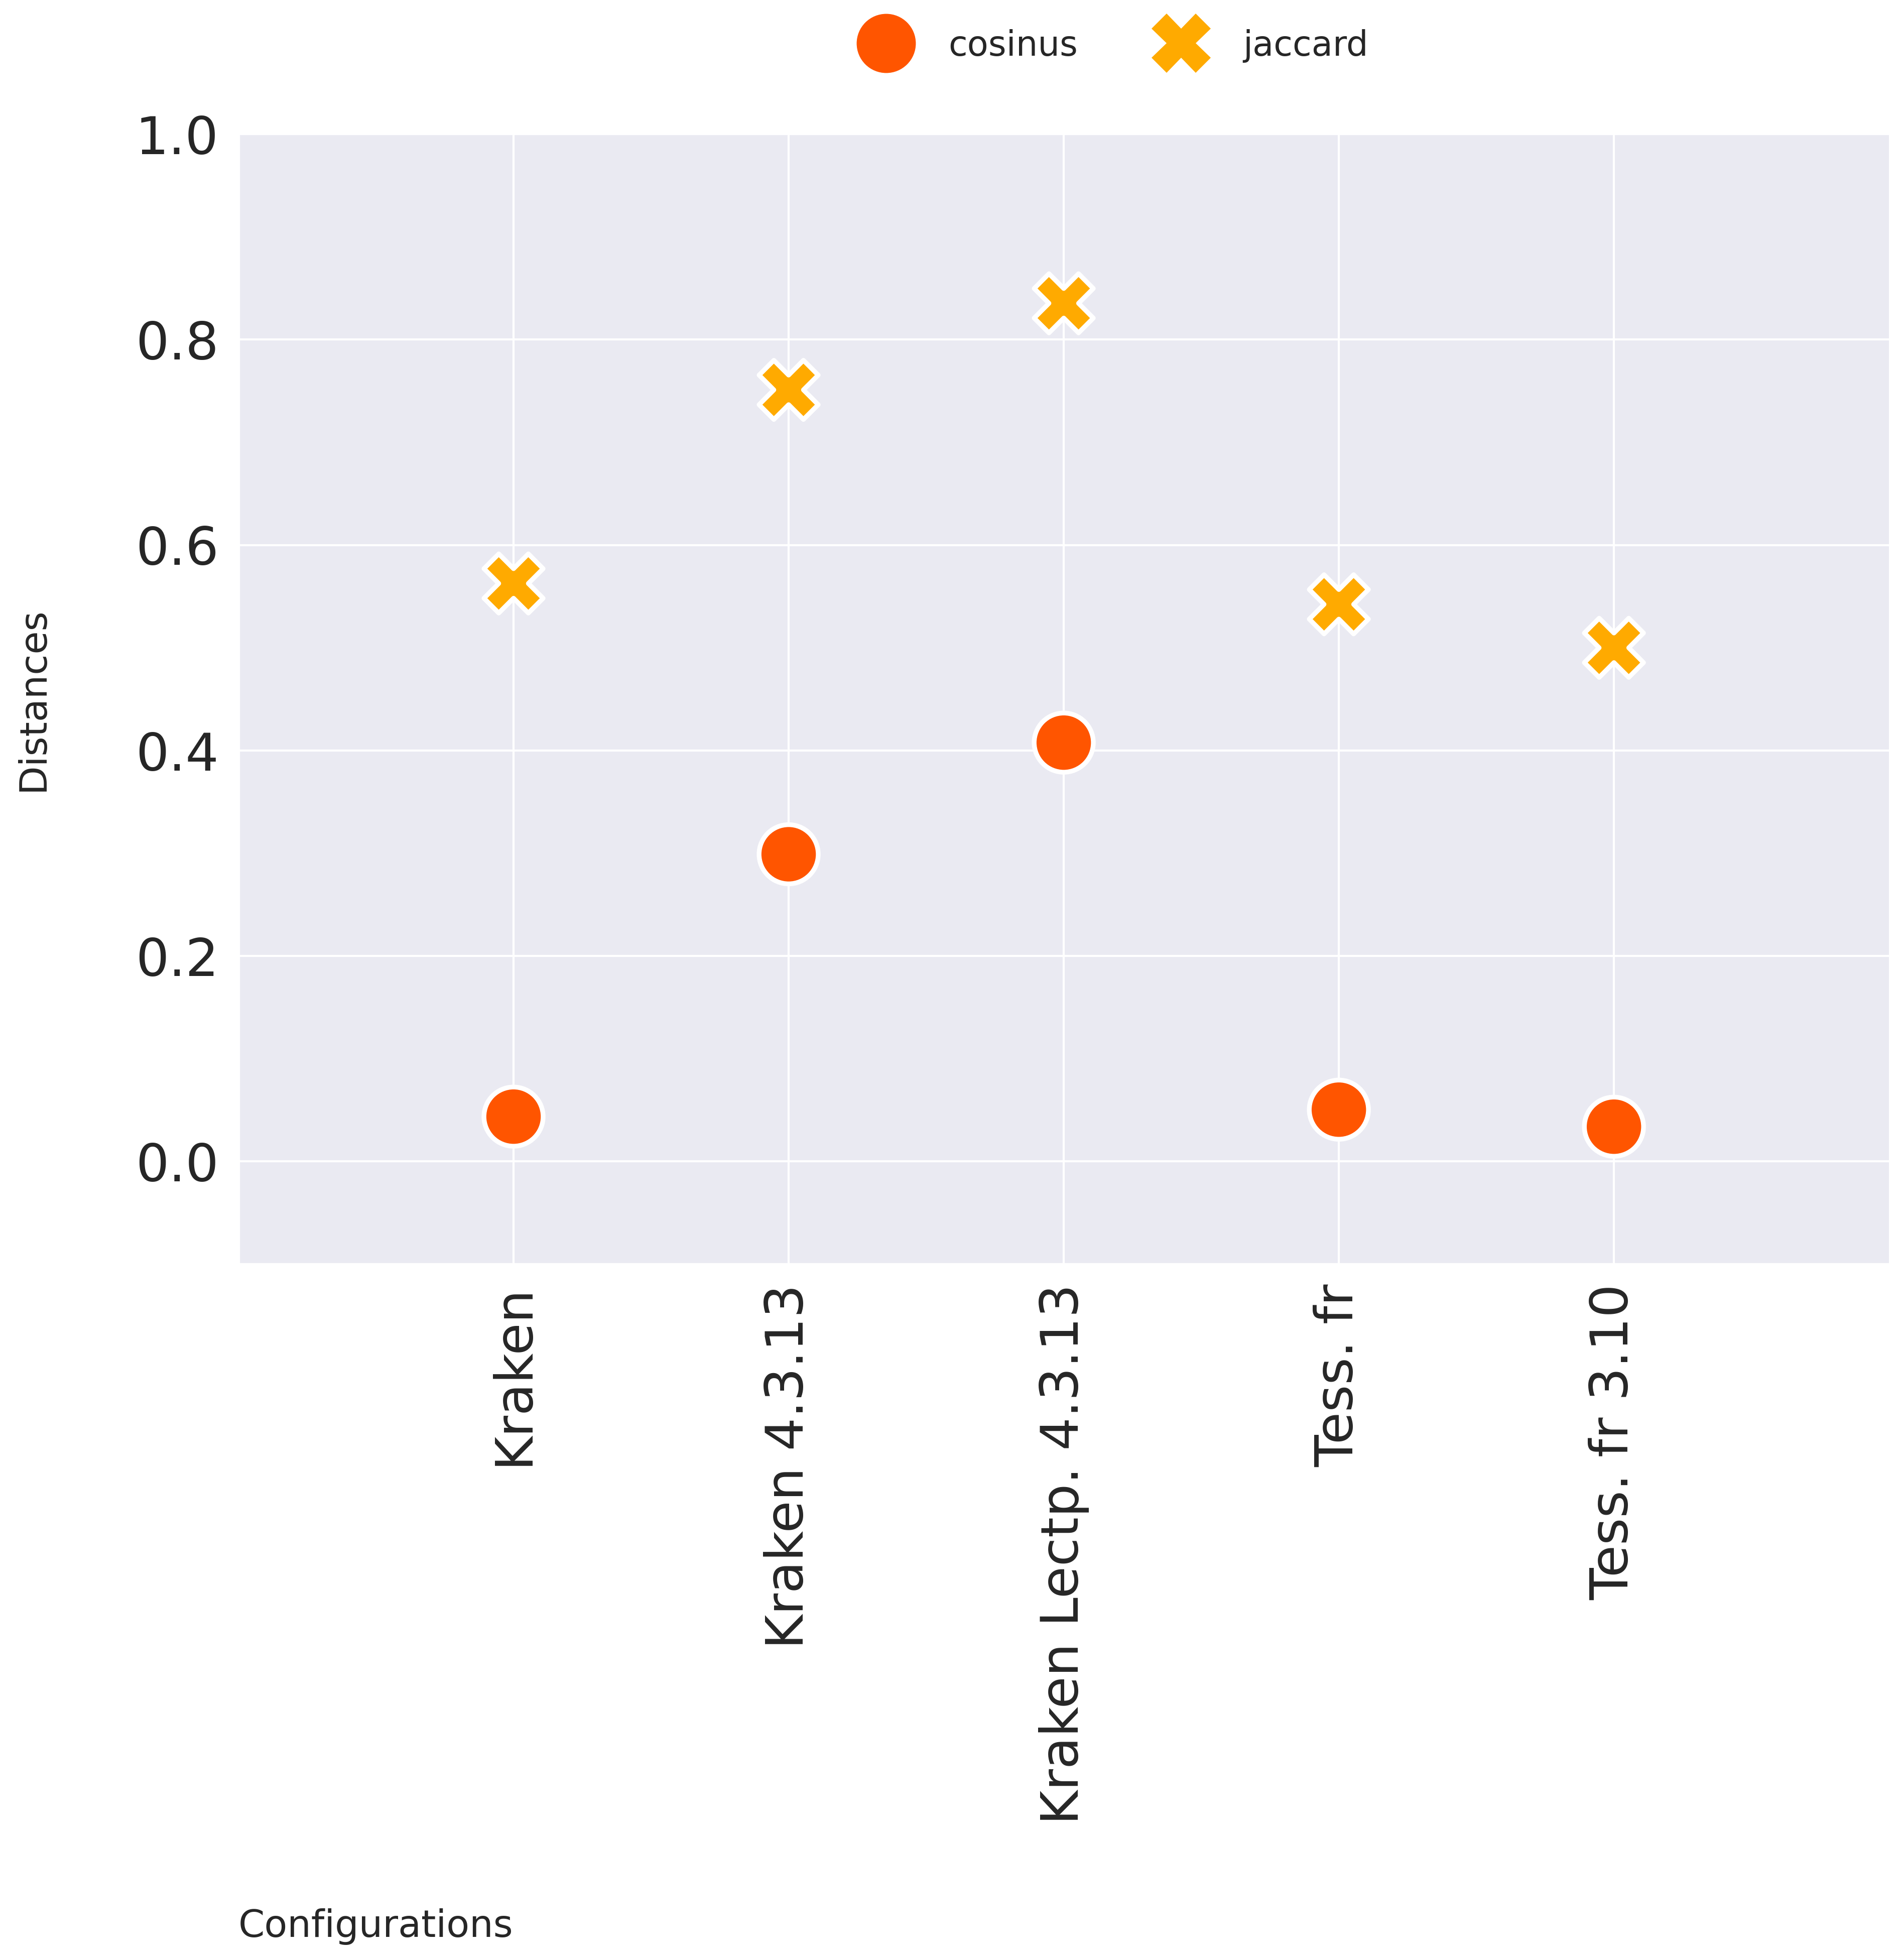 cosinus jaccard
1.0
0.8
0.6
0.4
0.2
0.0
Distances
Kraken
Kraken 4.3.13
Kraken Lectp. 4.3.13
Tess. fr
Tess. fr 3.10
Configurations